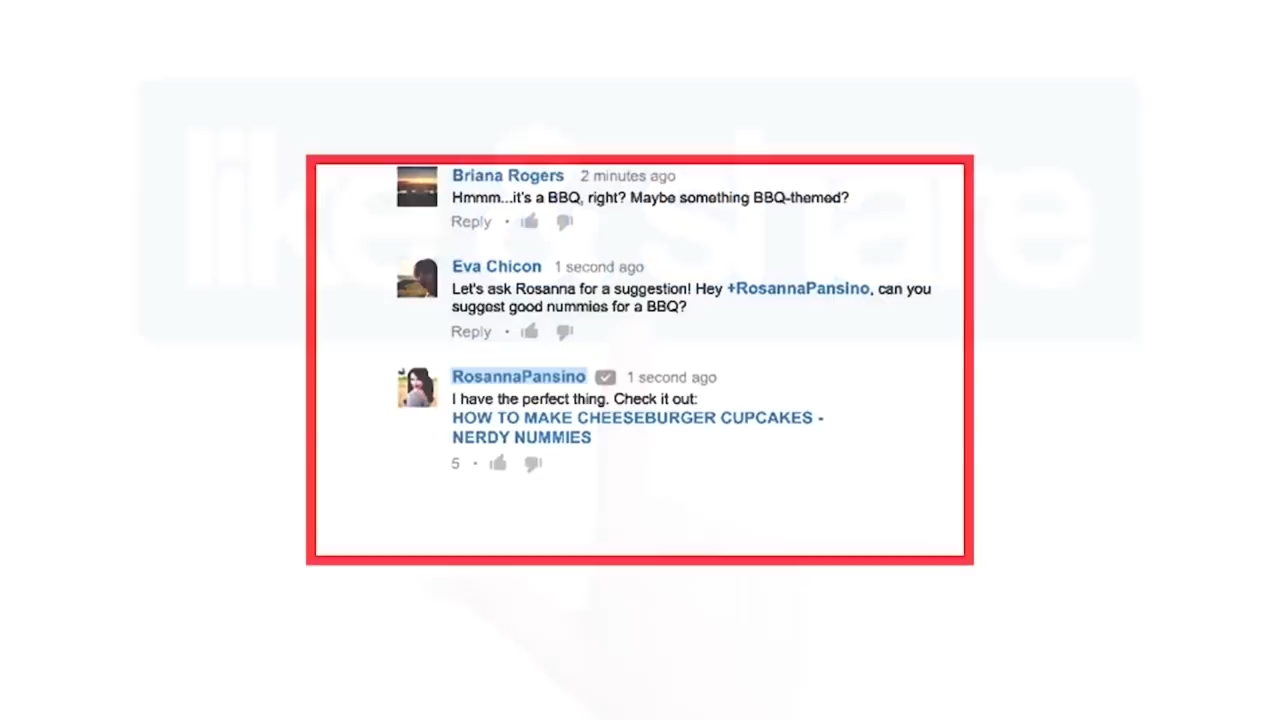 like & share
Briana Rogers 2 minutes ago
Hmmm...it's a BBQ, right? Maybe something BBQ-themed?
Reply •
Eva Chicon 1 second ago
Let's ask Rosanna for a suggestion! Hey +RosannaPansino, can you
suggest good nummies for a BBQ?
Reply •
RosannaPansino 1 second ago
I have the perfect thing. Check it out:
HOW TO MAKE CHEESEBURGER CUPCAKES -
NERDY NUMMIES
5 •